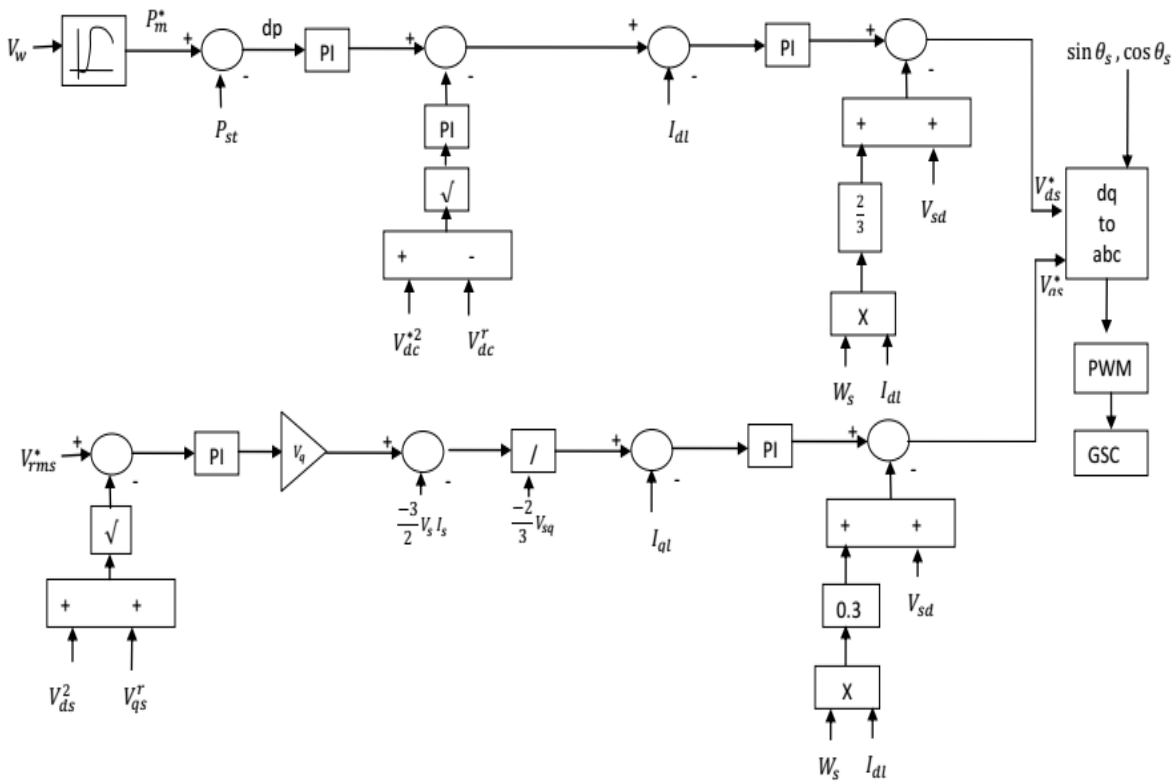 V_w
P_m^*
+
-
P_st
dp
PI
+
-
PI
√
+ -
V_dc^*2 V_dc^r
+
-
I_dl
PI
+
-
+ +
2/3
V_sd
X
W_s I_dl
sin θ_s , cos θ_s
V_ds^*
V_qs^*
dq
to
abc
PWM
GSC
V_rms^*
+
-
√
+ +
V_ds^2 V_qs^r
PI
V_q
+
-
-3/2 V_s I_s
/
-2/3 V_sq
+
-
I_ql
PI
+
-
+ +
V_sd
0.3
X
W_s I_dl